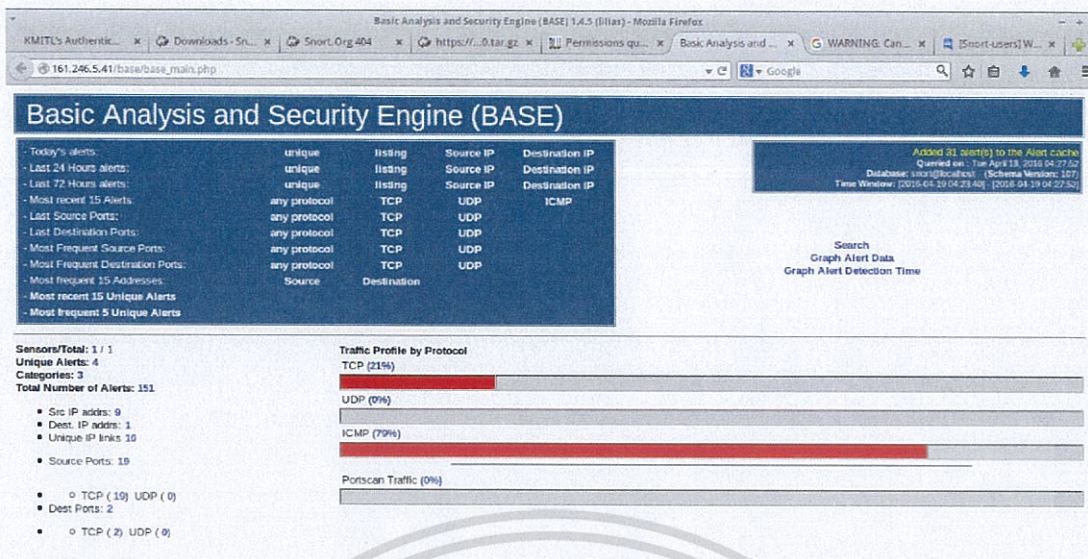 Basic Analysis and Security Engine (BASE) 1.4.5 (lilias) - Mozilla Firefox
KMITL's Authentic... x Downloads - Sn... x Snort.Org 404 x https://...0.tar.gz x Permissions qu... x Basic Analysis and ... x WARNING: Can... x [Snort-users] W... x
161.246.5.41/base/base_main.php Google
Basic Analysis and Security Engine (BASE)
- Today's alerts: unique listing Source IP Destination IP
- Last 24 Hours alerts: unique listing Source IP Destination IP
- Last 72 Hours alerts: unique listing Source IP Destination IP
- Most recent 15 Alerts: any protocol TCP UDP ICMP
- Last Source Ports: any protocol TCP UDP
- Last Destination Ports: any protocol TCP UDP
- Most Frequent Source Ports: any protocol TCP UDP
- Most Frequent Destination Ports: any protocol TCP UDP
- Most frequent 15 Addresses: Source Destination
- Most recent 15 Unique Alerts
- Most frequent 5 Unique Alerts
Added 31 alert(s) to the Alert cache
Queried on : Tue April 19, 2016 04:27:52
Database: snort@localhost (Schema Version: 107)
Time Window: [2016-04-19 04:23:40] - [2016-04-19 04:27:52]
Search
Graph Alert Data
Graph Alert Detection Time
Sensors/Total: 1 / 1
Unique Alerts: 4
Categories: 3
Total Number of Alerts: 151
Src IP addrs: 9
Dest. IP addrs: 1
Unique IP links 10
Source Ports: 19
TCP ( 19) UDP ( 0)
Dest Ports: 2
TCP ( 2) UDP ( 0)
Traffic Profile by Protocol
TCP (21%)
UDP (0%)
ICMP (79%)
Portscan Traffic (0%)